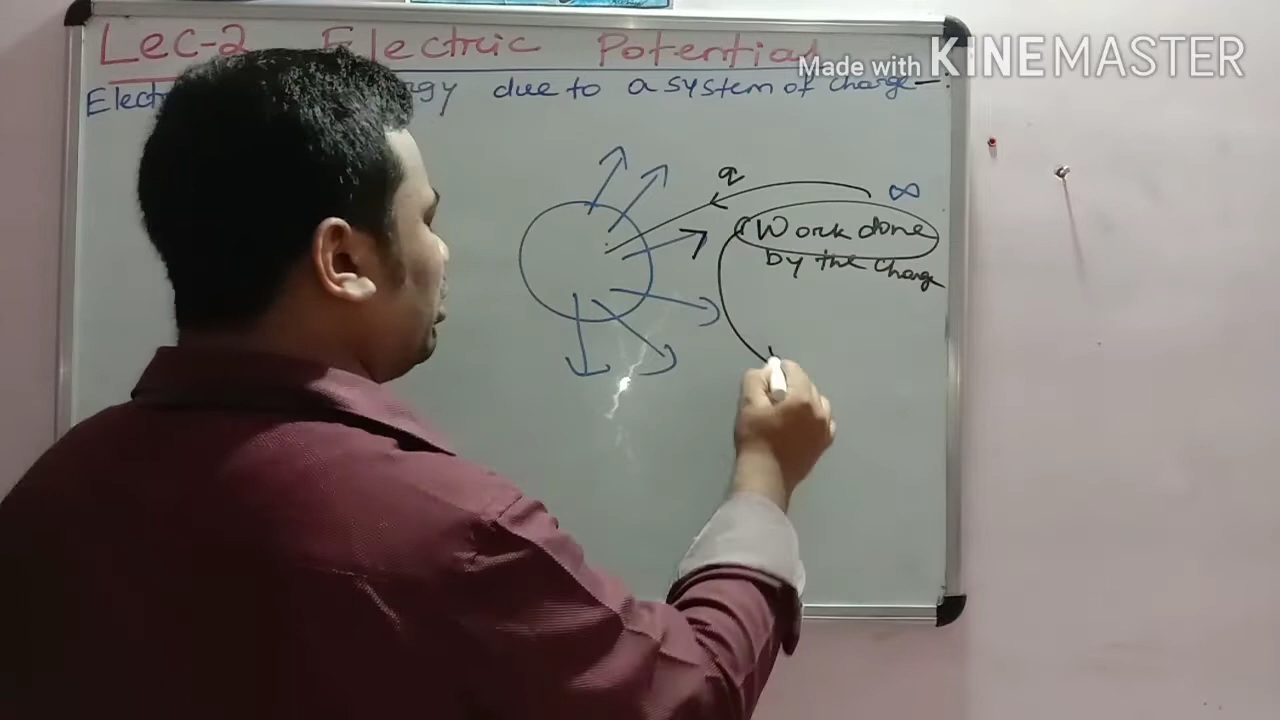 Lec-2 Electric Potential
Made with KINEMASTER
due to a system of charge
q
∞
Work done
by the charge